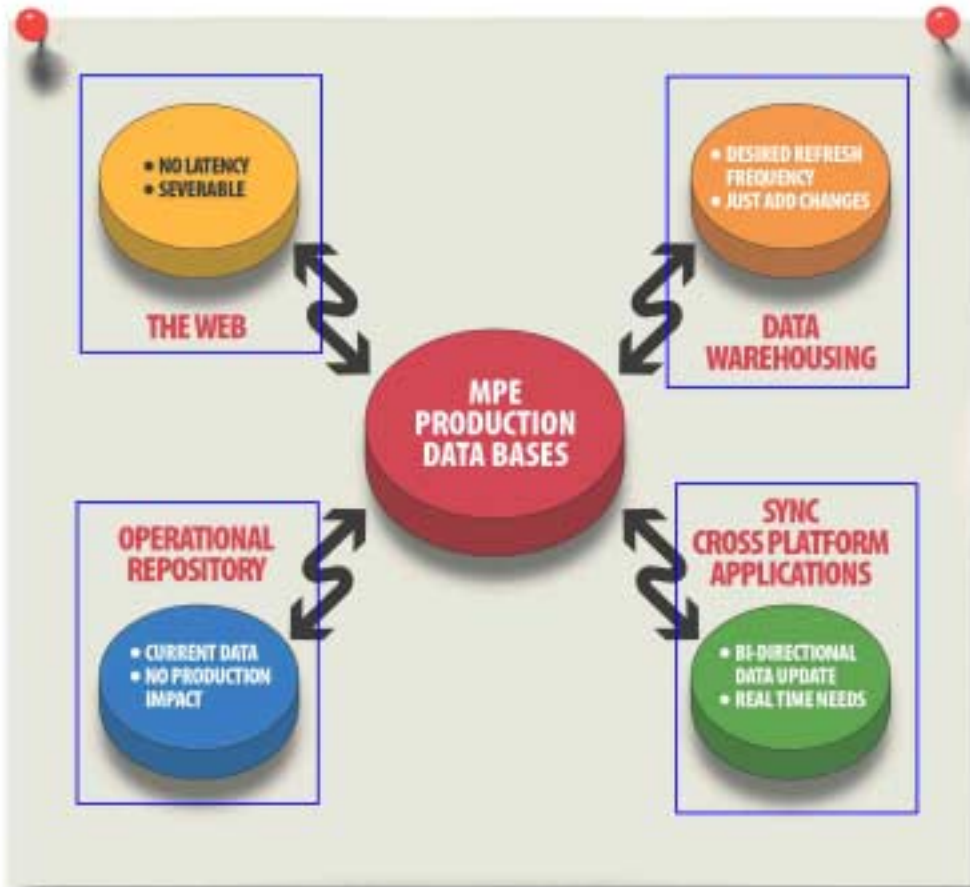 • NO LATENCY
• SEVERABLE
THE WEB
• DESIRED REFRESH
FREQUENCY
• JUST ADD CHANGES
DATA
WAREHOUSING
MPE
PRODUCTION
DATA BASES
OPERATIONAL
REPOSITORY
• CURRENT DATA
• NO PRODUCTION
IMPACT
SYNC
CROSS PLATFORM
APPLICATIONS
• BI-DIRECTIONAL
DATA UPDATE
• REAL TIME NEEDS